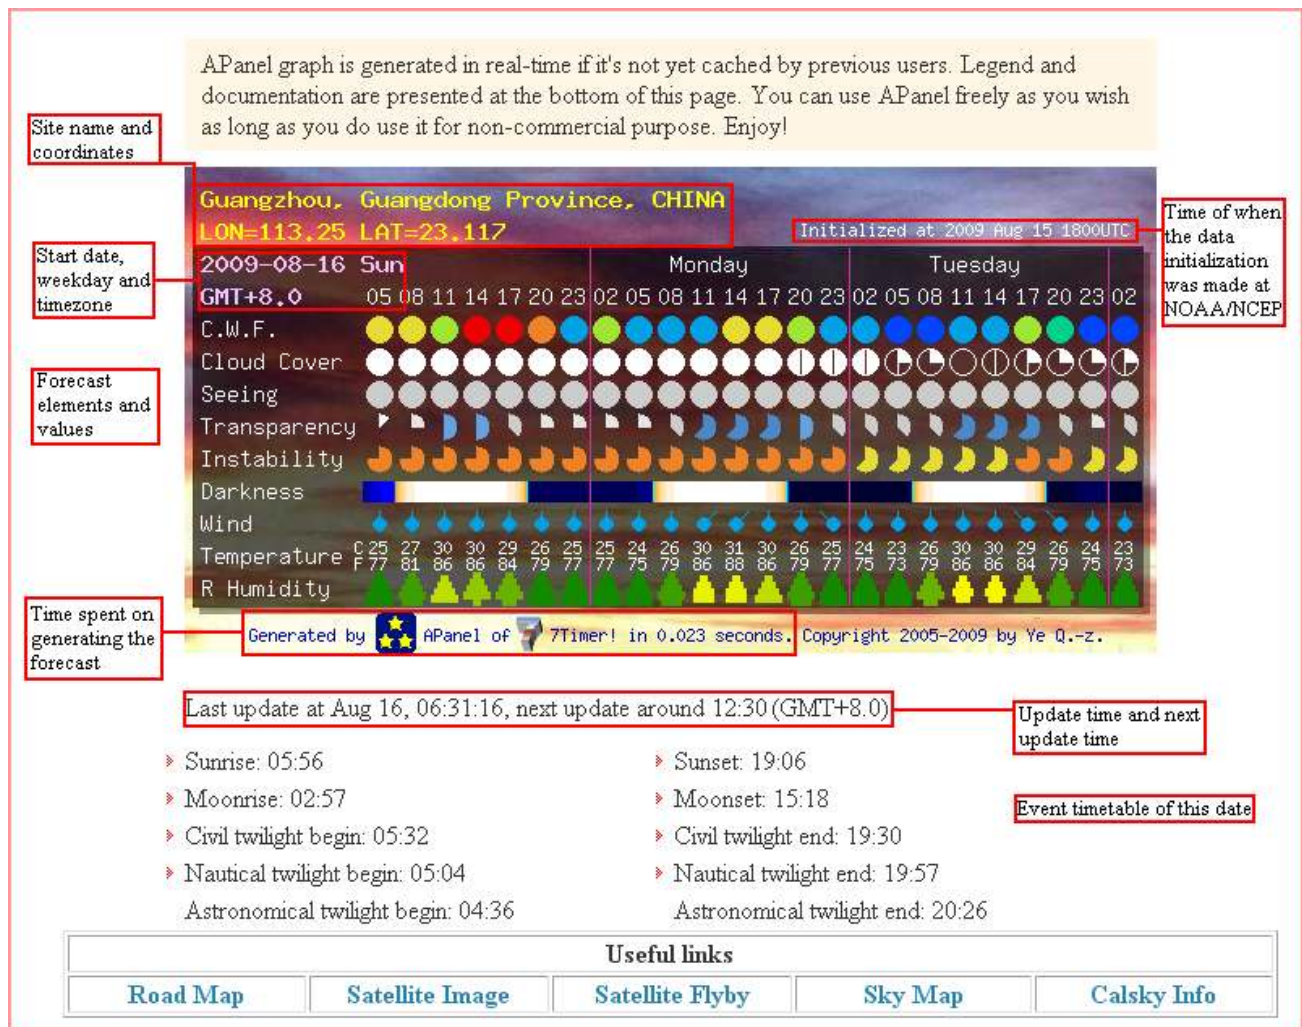 APanel graph is generated in real-time if it's not yet cached by previous users. Legend and
documentation are presented at the bottom of this page. You can use APanel freely as you wish
as long as you do use it for non-commercial purpose. Enjoy!
Site name and
coordinates
Guangzhou, Guangdong Province, CHINA
LON=113.25 LAT=23.117
Initialized at 2009 Aug 15 1800UTC
Time of when
the data
initialization
was made at
NOAA/NCEP
Start date,
weekday and
timezone
2009-08-16 Sun Monday Tuesday
GMT+8.0 05 08 11 14 17 20 23 02 05 08 11 14 17 20 23 02 05 08 11 14 17 20 23 02
C.W.F.
Cloud Cover
Forecast
elements and
values
Seeing
Transparency
Instability
Darkness
Wind
Temperature C 25 27 30 30 29 26 25 25 24 26 30 31 30 26 25 24 23 26 30 30 29 26 24 23
F 77 81 86 86 84 79 77 77 75 79 86 88 86 79 77 75 73 79 86 86 84 79 75 73
R Humidity
Time spent on
generating the
forecast
Generated by APanel of 7Timer! in 0.023 seconds. Copyright 2005-2009 by Ye Q.-z.
Last update at Aug 16, 06:31:16, next update around 12:30 (GMT+8.0)
Update time and next
update time
Sunrise: 05:56 Sunset: 19:06
Moonrise: 02:57 Moonset: 15:18
Event timetable of this date
Civil twilight begin: 05:32 Civil twilight end: 19:30
Nautical twilight begin: 05:04 Nautical twilight end: 19:57
Astronomical twilight begin: 04:36 Astronomical twilight end: 20:26
Useful links
Road Map Satellite Image Satellite Flyby Sky Map Calsky Info